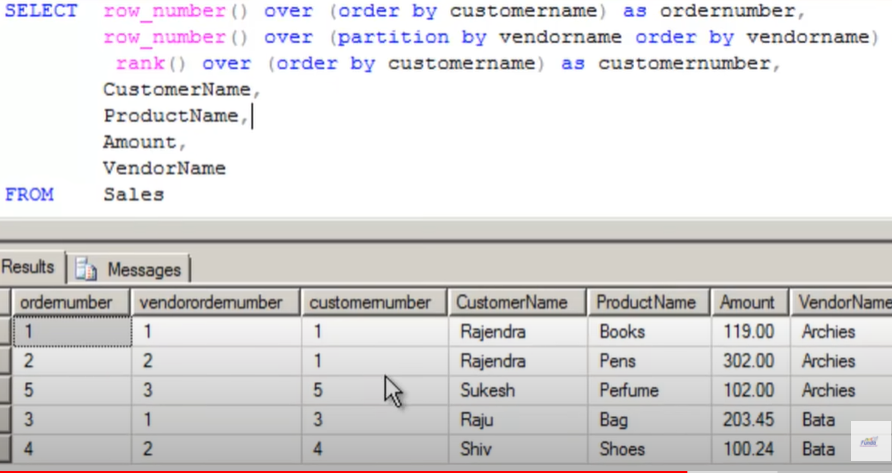 SELECT row_number() over (order by customername) as ordernumber,
row_number() over (partition by vendorname order by vendorname)
rank() over (order by customername) as customernumber,
CustomerName,
ProductName,
Amount,
VendorName
FROM Sales
Results Messages
ordernumber vendorordernumber customernumber CustomerName ProductName Amount VendorName
1 1 1 Rajendra Books 119.00 Archies
2 2 1 Rajendra Pens 302.00 Archies
5 3 5 Sukesh Perfume 102.00 Archies
3 1 3 Raju Bag 203.45 Bata
4 2 4 Shiv Shoes 100.24 Bata